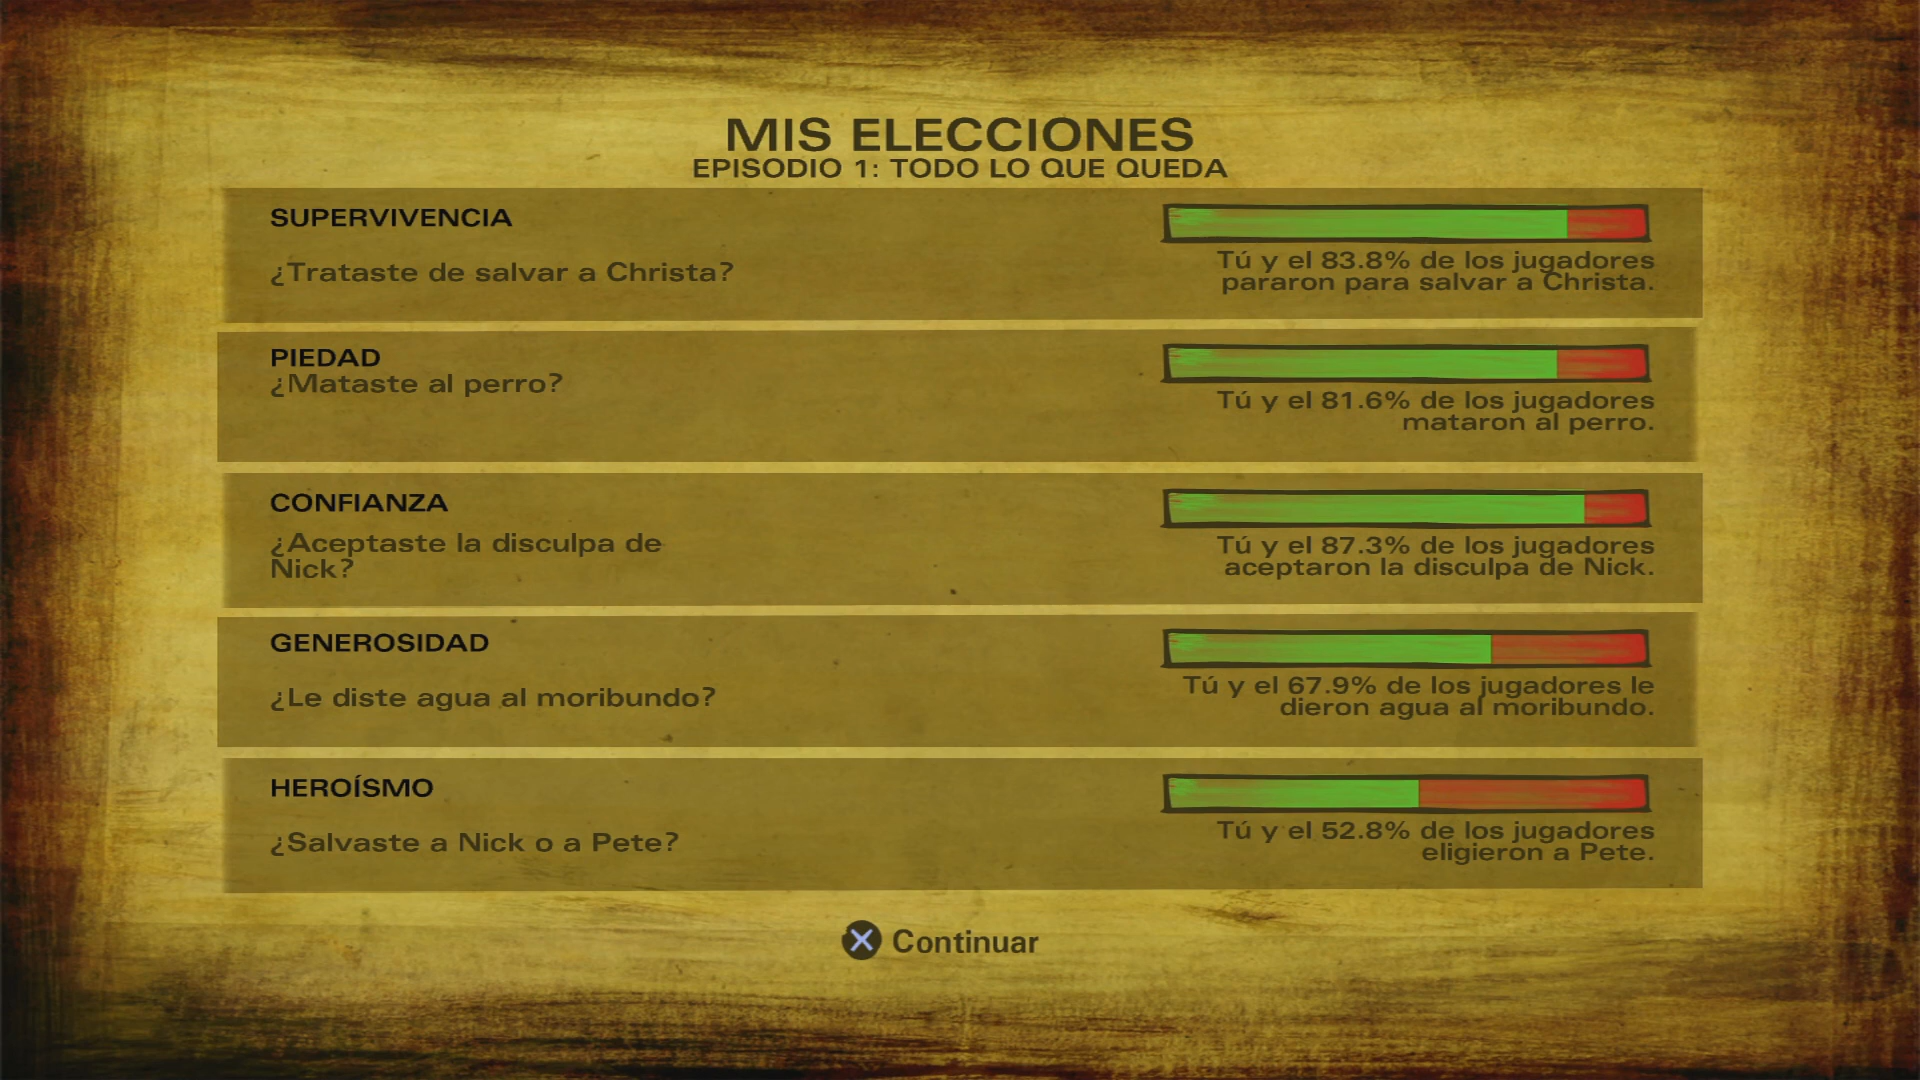 MIS ELECCIONES
EPISODIO 1: TODO LO QUE QUEDA
SUPERVIVENCIA
¿Trataste de salvar a Christa?
Tú y el 83.8% de los jugadores
pararon para salvar a Christa.
PIEDAD
¿Mataste al perro?
Tú y el 81.6% de los jugadores
mataron al perro.
CONFIANZA
¿Aceptaste la disculpa de
Nick?
Tú y el 87.3% de los jugadores
aceptaron la disculpa de Nick.
GENEROSIDAD
¿Le diste agua al moribundo?
Tú y el 67.9% de los jugadores le
dieron agua al moribundo.
HEROÍSMO
¿Salvaste a Nick o a Pete?
Tú y el 52.8% de los jugadores
eligieron a Pete.
Continuar